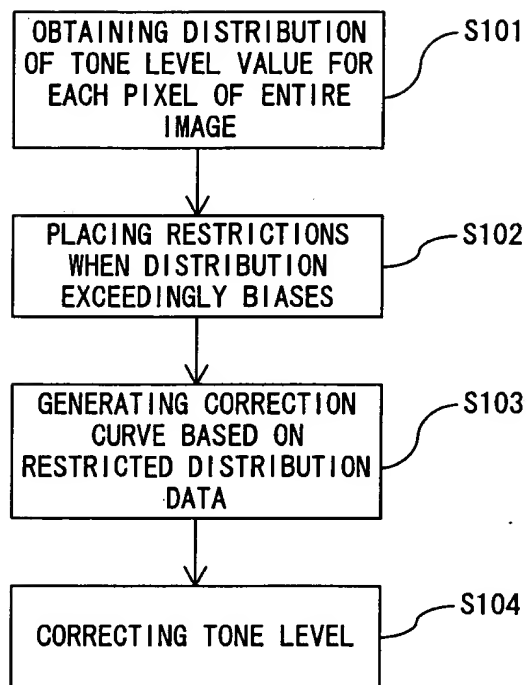 OBTAINING DISTRIBUTION
OF TONE LEVEL VALUE FOR
EACH PIXEL OF ENTIRE
IMAGE
S101
PLACING RESTRICTIONS
WHEN DISTRIBUTION
EXCEEDINGLY BIASES
S102
GENERATING CORRECTION
CURVE BASED ON
RESTRICTED DISTRIBUTION
DATA
S103
CORRECTING TONE LEVEL
S104